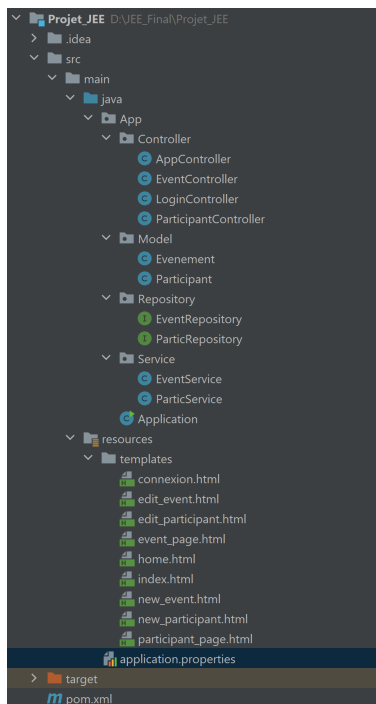 Projet_JEE D:\JEE_Final\Projet_JEE
.idea
src
main
java
App
Controller
AppController
EventController
LoginController
ParticipantController
Model
Evenement
Participant
Repository
EventRepository
ParticRepository
Service
EventService
ParticService
Application
resources
templates
connexion.html
edit_event.html
edit_participant.html
event_page.html
home.html
index.html
new_event.html
new_participant.html
participant_page.html
application.properties
target
pom.xml